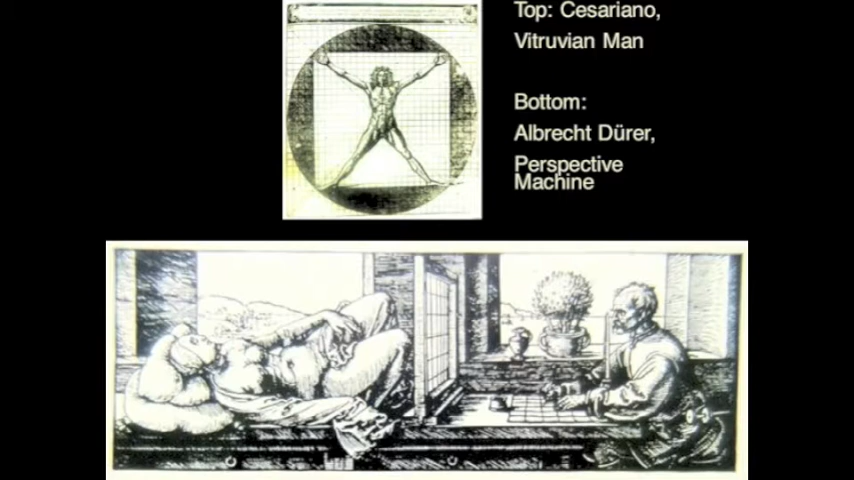 Top: Cesariano,
Vitruvian Man
Bottom:
Albrecht Dürer,
Perspective
Machine